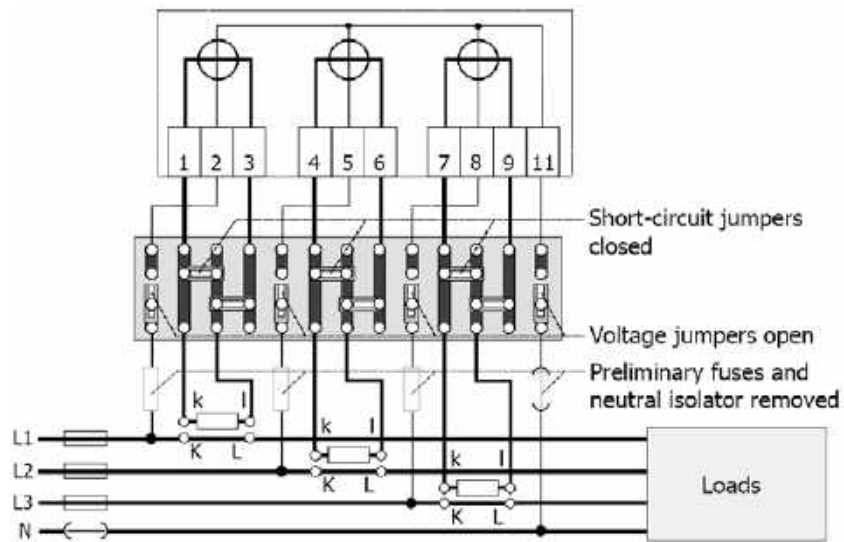 1 2 3 4 5 6 7 8 9 11
Short-circuit jumpers
closed
Voltage jumpers open
Preliminary fuses and
neutral isolator removed
k l
L1
K L
k l
L2
K L
k l
L3
K L
N
Loads